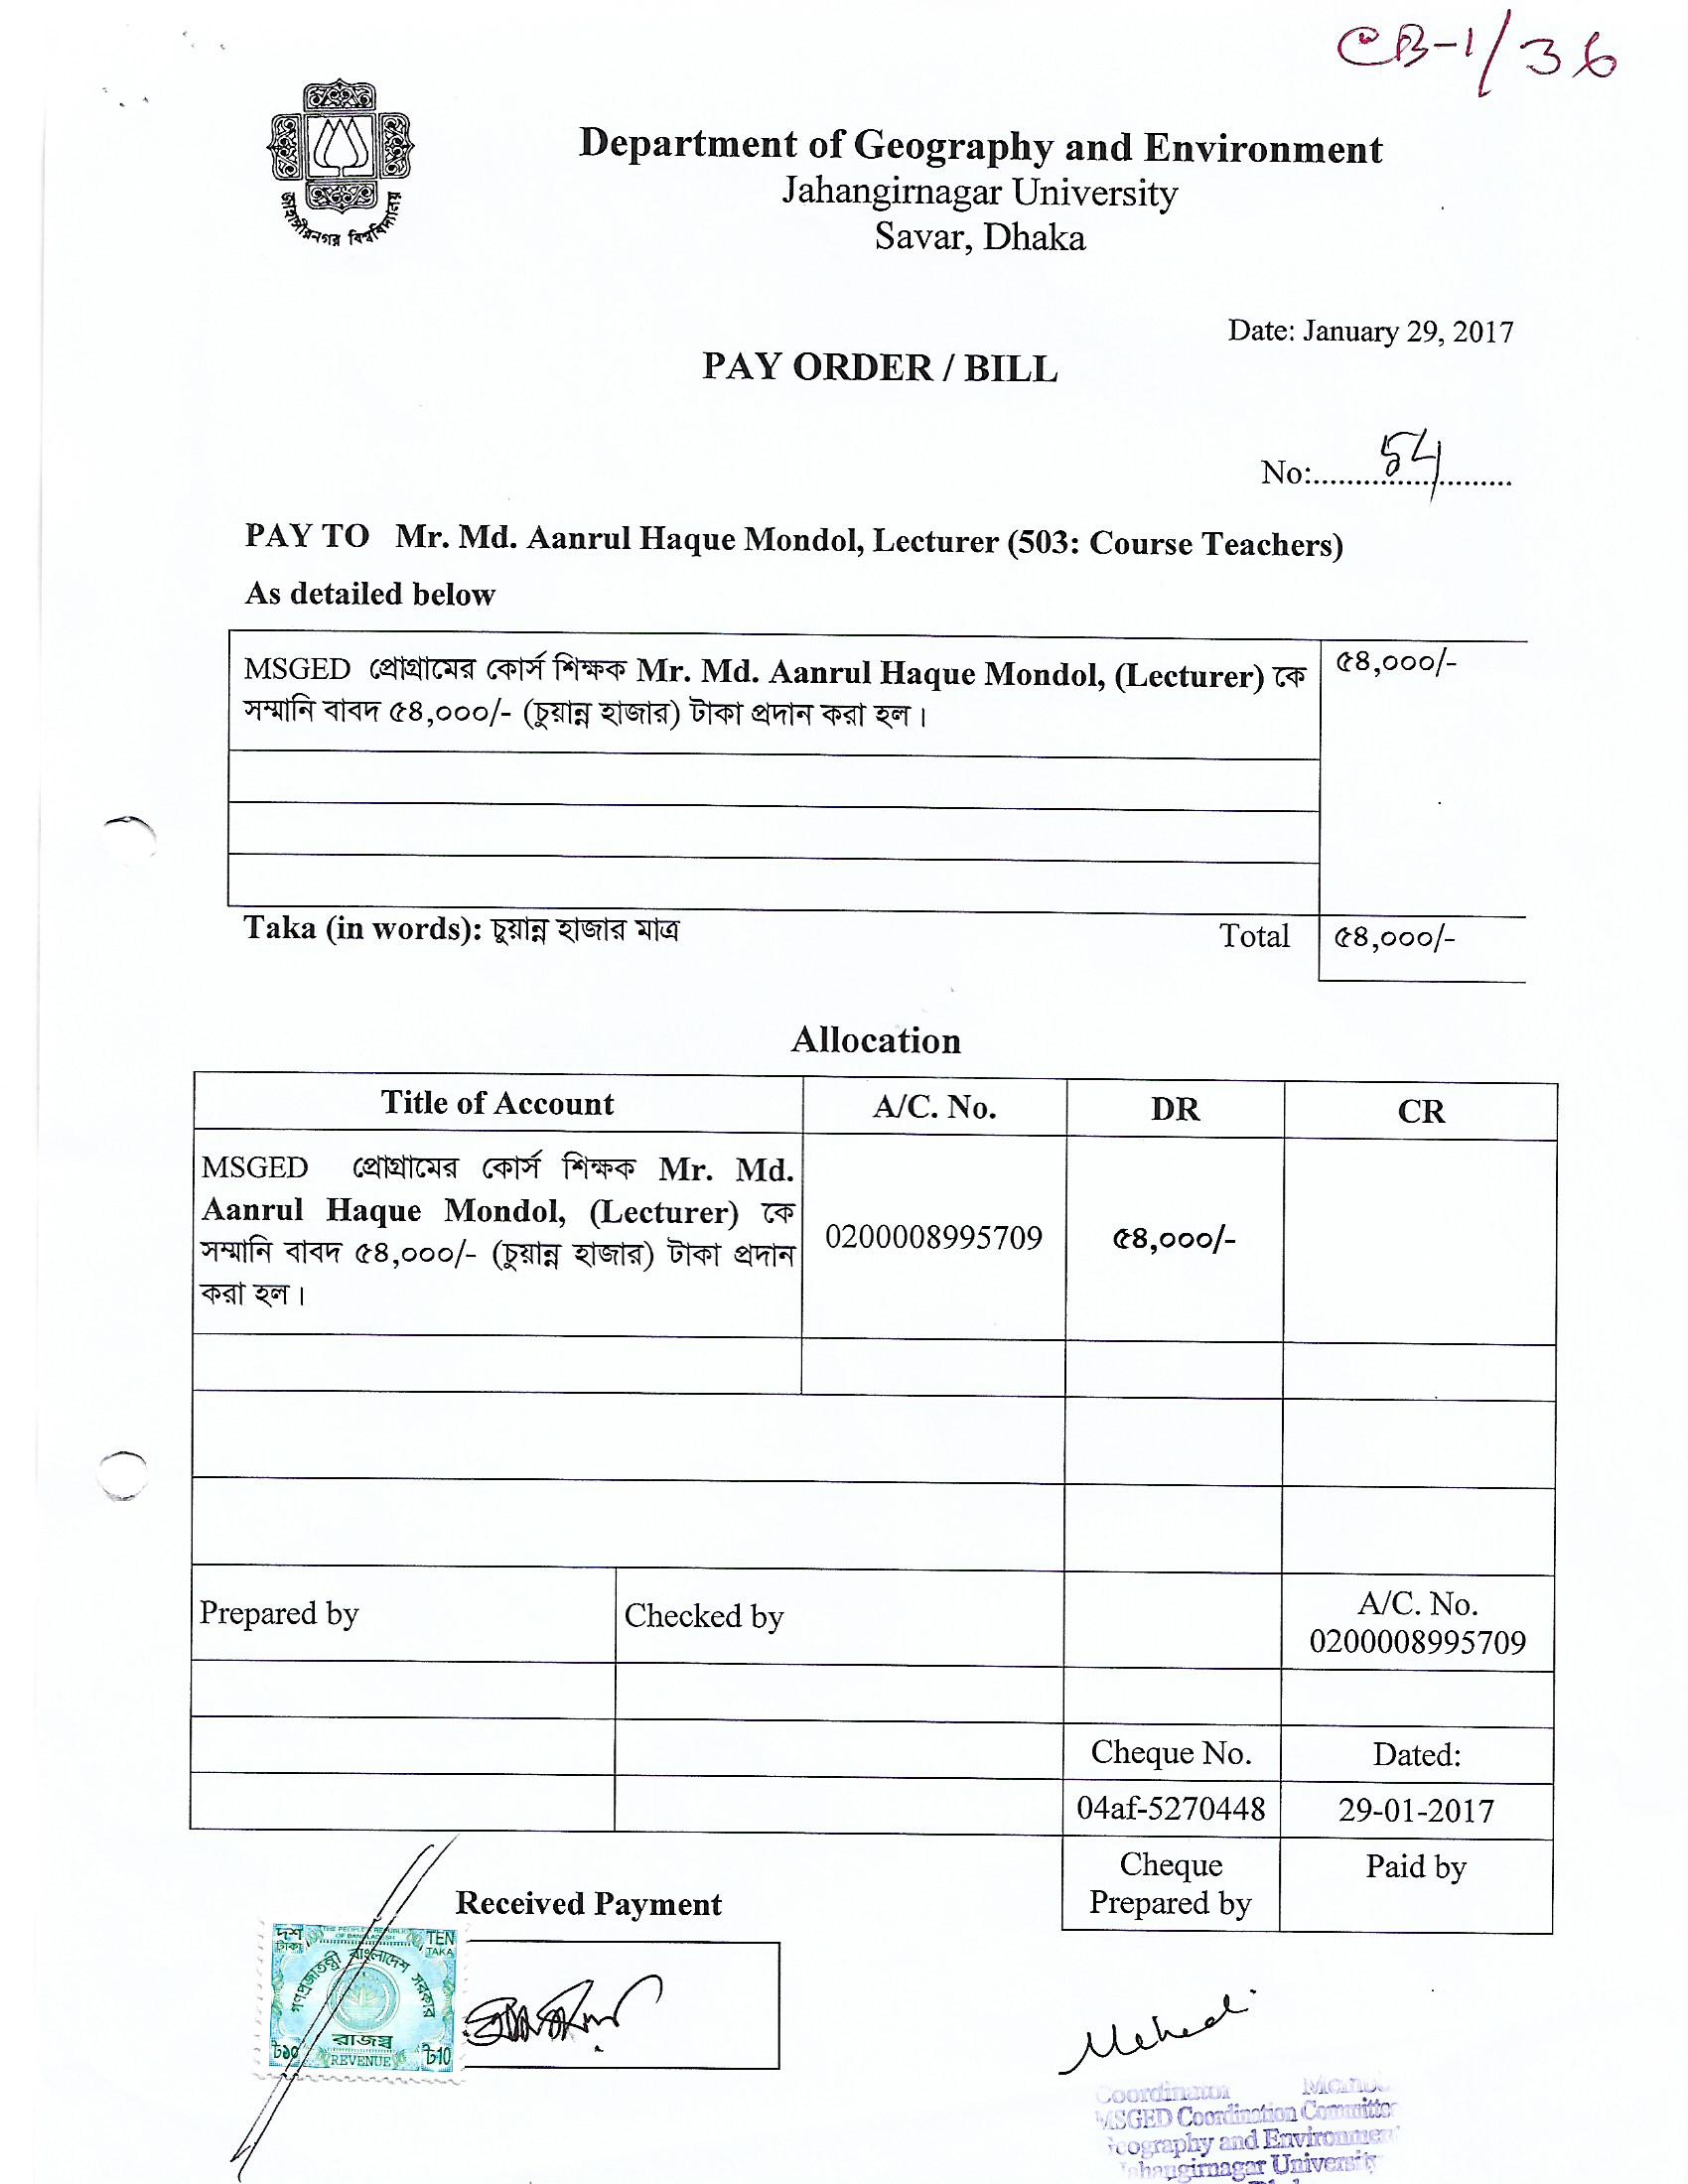 CB-1/36
জাহাঙ্গীরনগর বিশ্ববিদ্যালয়
Department of Geography and Environment
Jahangirnagar University
Savar, Dhaka
Date: January 29, 2017
PAY ORDER / BILL
No:.......54.......
PAY TO Mr. Md. Aanrul Haque Mondol, Lecturer (503: Course Teachers)
As detailed below
MSGED প্রোগ্রামের কোর্স শিক্ষক Mr. Md. Aanrul Haque Mondol, (Lecturer) কে ৫৪,০০০/-
সম্মানি বাবদ ৫৪,০০০/- (চুয়ান্ন হাজার) টাকা প্রদান করা হল।
Taka (in words): চুয়ান্ন হাজার মাত্র Total ৫৪,০০০/-
Allocation
Title of Account A/C. No. DR CR
MSGED প্রোগ্রামের কোর্স শিক্ষক Mr. Md.
Aanrul Haque Mondol, (Lecturer) কে
সম্মানি বাবদ ৫৪,০০০/- (চুয়ান্ন হাজার) টাকা প্রদান
করা হল।
0200008995709 ৫৪,০০০/-
Prepared by Checked by A/C. No.
0200008995709
Cheque No. Dated:
04af-5270448 29-01-2017
Cheque Prepared by Paid by
Received Payment
দশ টাকা THE PEOPLE'S REPUBLIC OF BANGLADESH TEN TAKA
গণপ্রজাতন্ত্রী বাংলাদেশ সরকার
রাজস্ব
৳১০ REVENUE ৳10
Mehedi
Coordinator
MSGED Coordination Committee
Geography and Environment
Jahangirnagar University